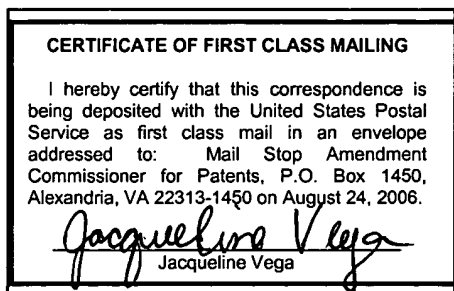 CERTIFICATE OF FIRST CLASS MAILING
I hereby certify that this correspondence is
being deposited with the United States Postal
Service as first class mail in an envelope
addressed to: Mail Stop Amendment
Commissioner for Patents, P.O. Box 1450,
Alexandria, VA 22313-1450 on August 24, 2006.
Jacqueline Vega
Jacqueline Vega